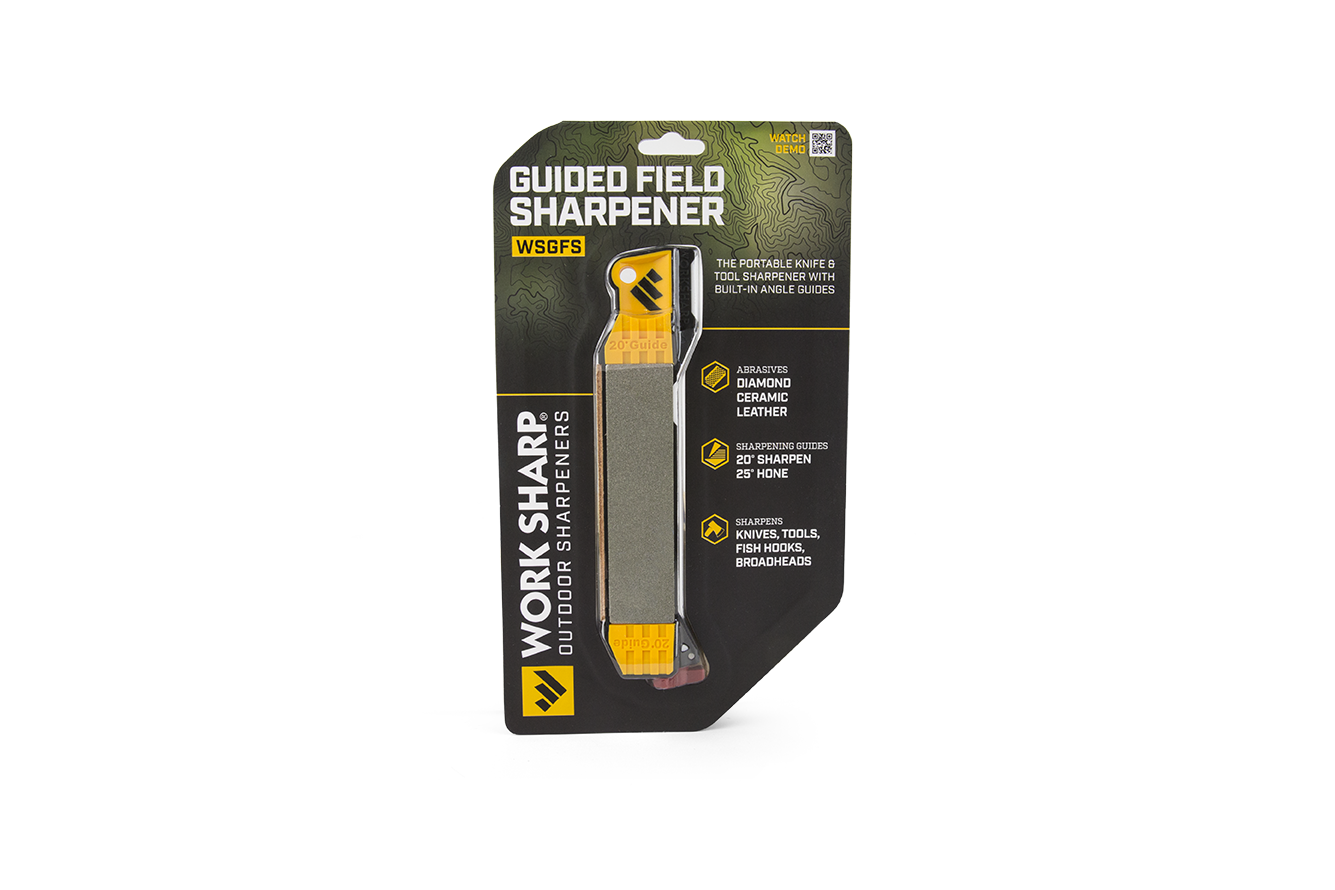 WATCH
DEMO
GUIDED FIELD
SHARPENER
WSGFS
THE PORTABLE KNIFE &
TOOL SHARPENER WITH
BUILT-IN ANGLE GUIDES
20° Guide
ABRASIVES
DIAMOND
CERAMIC
LEATHER
SHARPENING GUIDES
20° SHARPEN
25° HONE
SHARPENS
KNIVES, TOOLS,
FISH HOOKS,
BROADHEADS
WORK SHARP®
OUTDOOR SHARPENERS
20° Guide